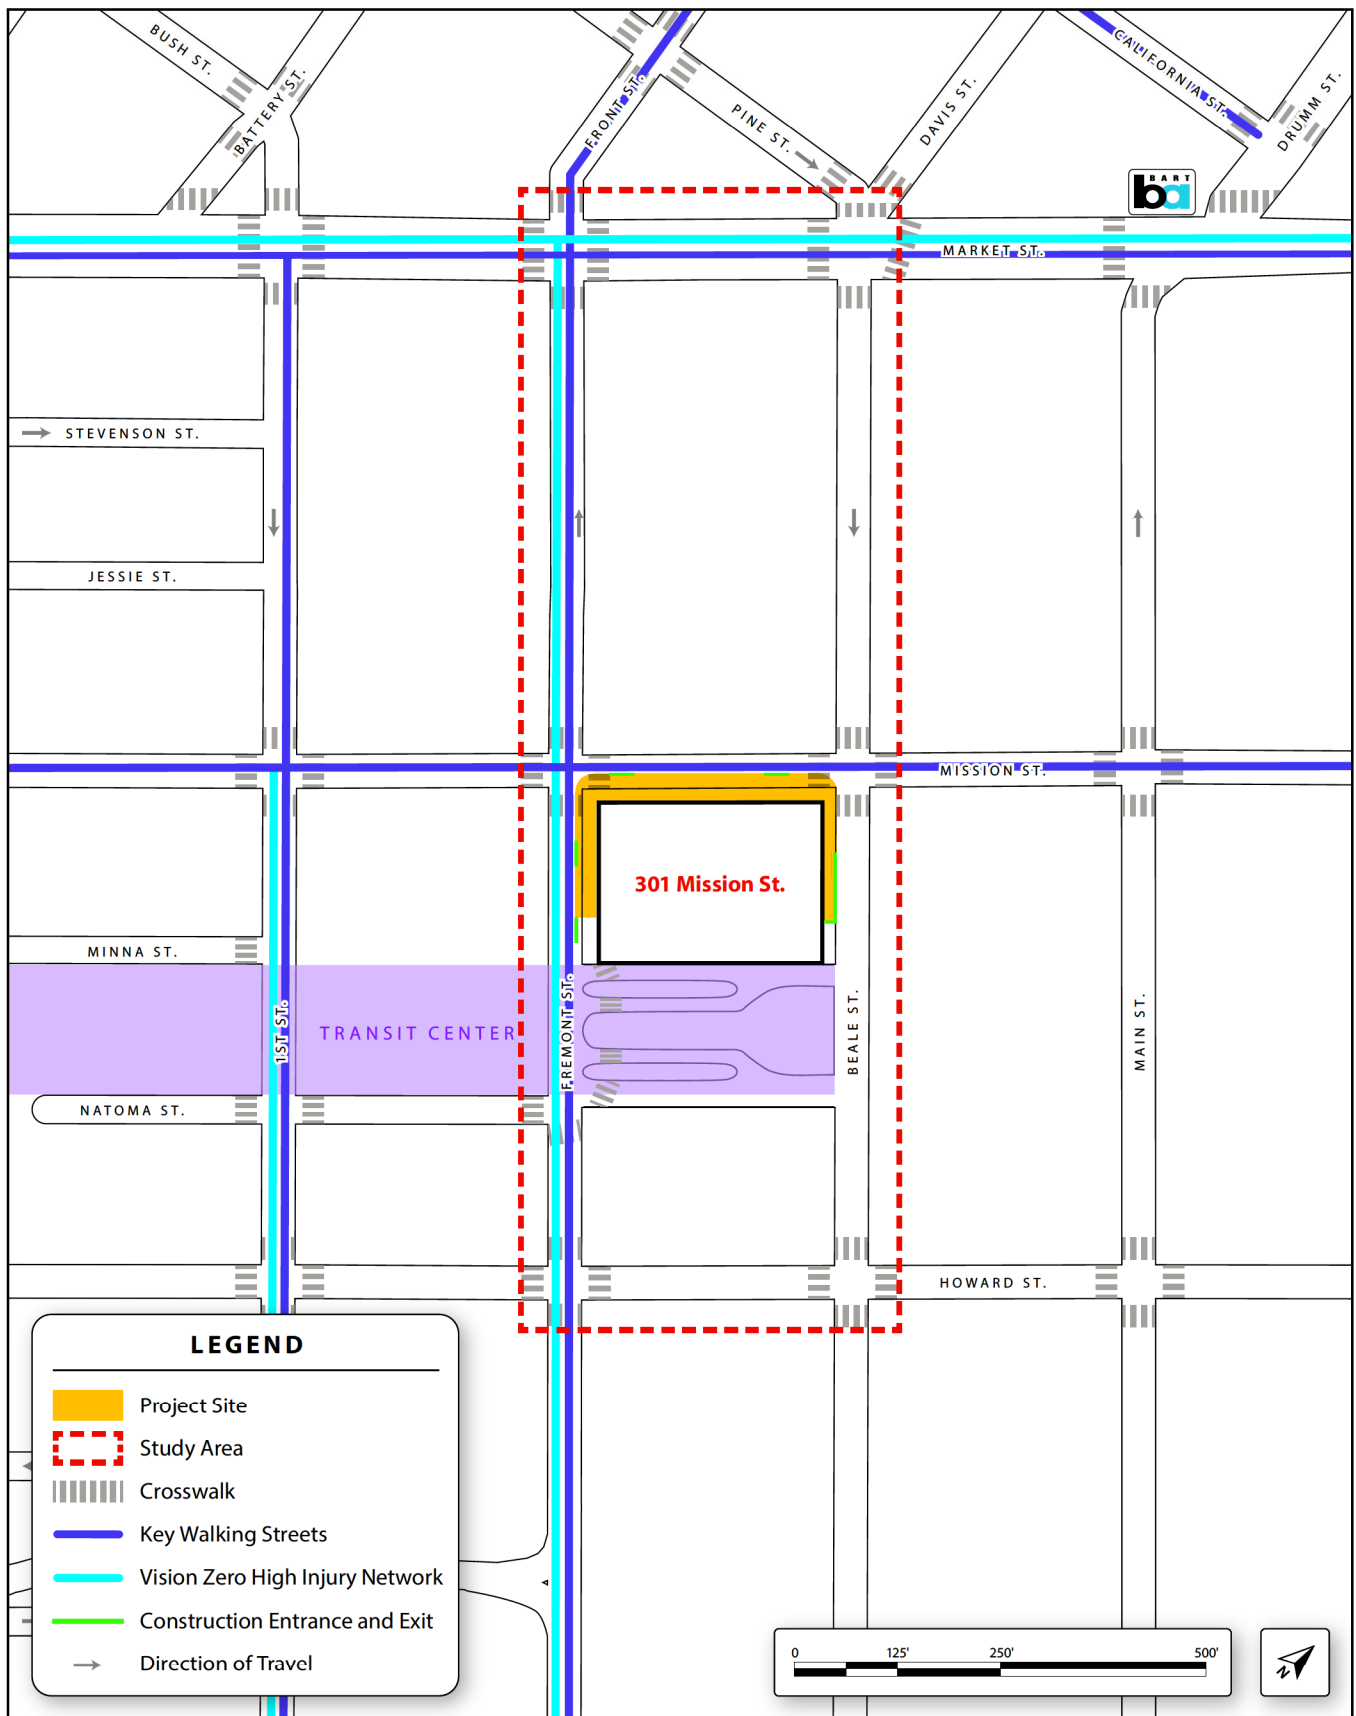 BUSH ST.
BATTERY ST.
FRONT ST.
PINE ST.
DAVIS ST.
CALIFORNIA ST.
DRUMM ST.
BART
ba
MARKET ST.
STEVENSON ST.
JESSIE ST.
MISSION ST.
301 Mission St.
MINNA ST.
TRANSIT CENTER
1ST ST.
FREMONT ST.
BEALE ST.
MAIN ST.
NATOMA ST.
HOWARD ST.
LEGEND
Project Site
Study Area
Crosswalk
Key Walking Streets
Vision Zero High Injury Network
Construction Entrance and Exit
Direction of Travel
0 125' 250' 500'
N